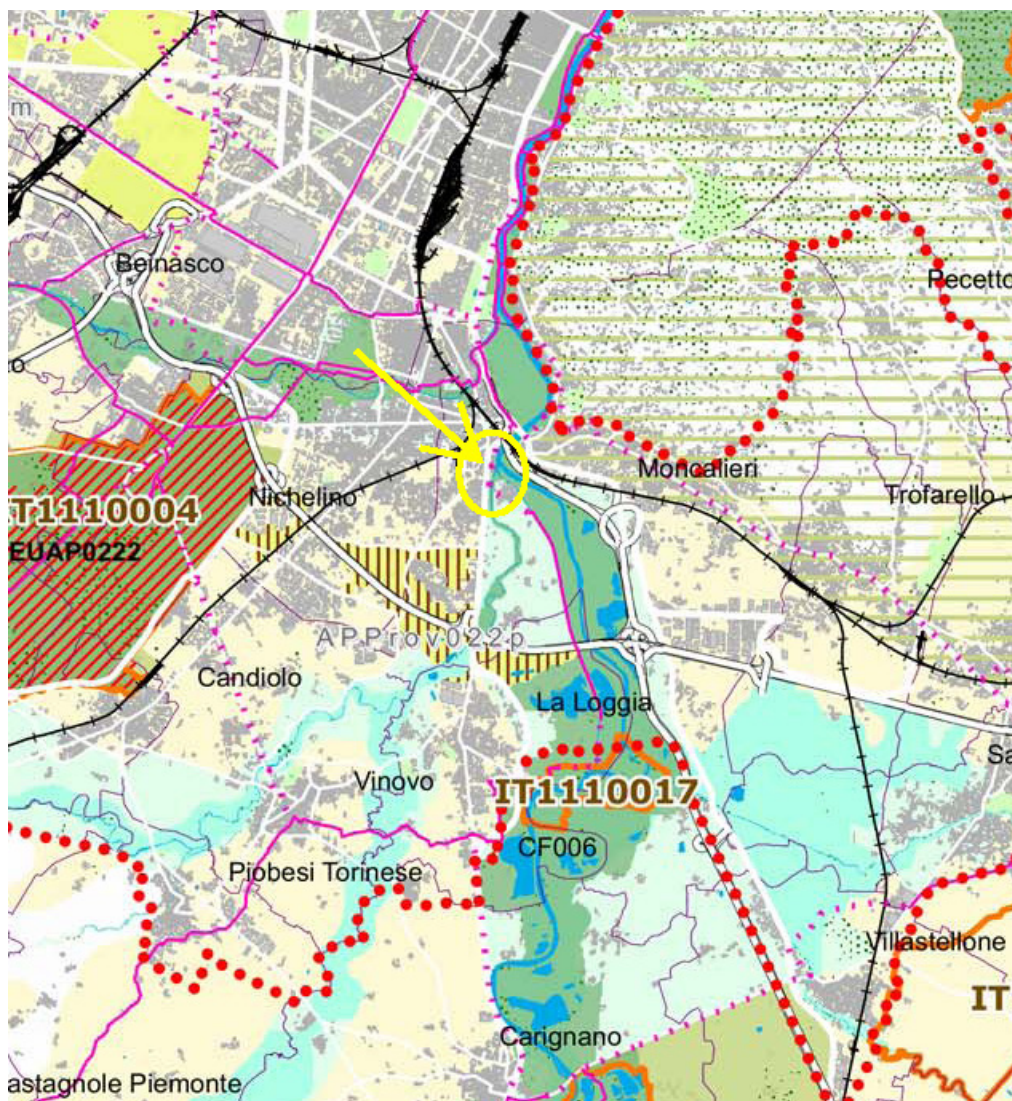 m
Beinasco
Pecetto
o
Moncalieri
Trofarello
Nichelino
IT1110004
EUAP0222
APProv022p
Candiolo
La Loggia
Sa
Vinovo
IT1110017
CF006
Piobesi Torinese
Villastellone
IT
Carignano
astagnole Piemonte